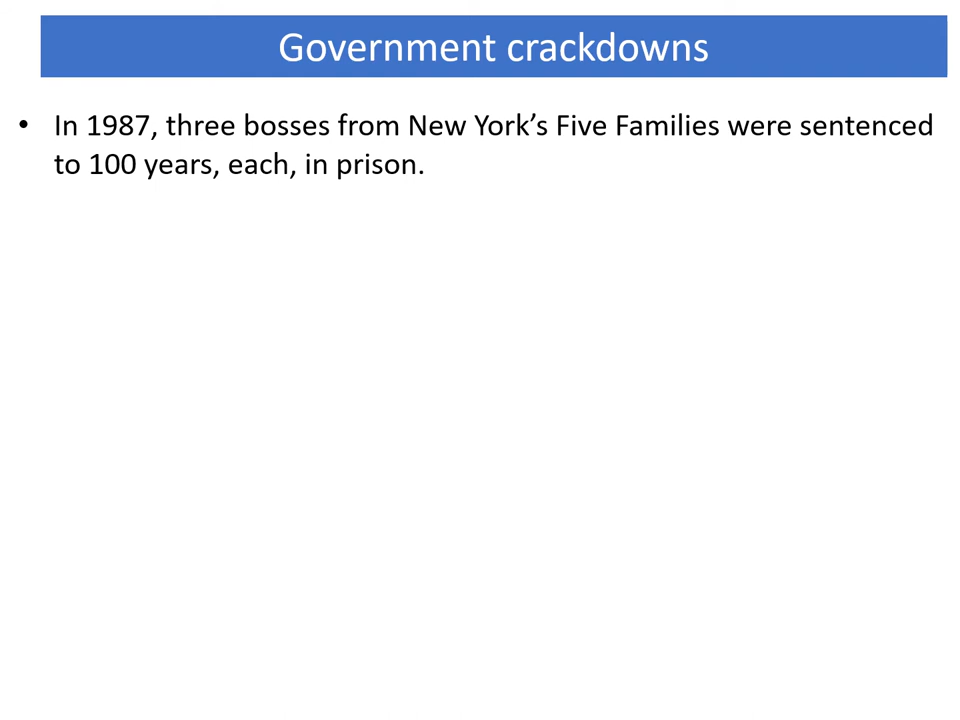 Government crackdowns
• In 1987, three bosses from New York’s Five Families were sentenced
to 100 years, each, in prison.